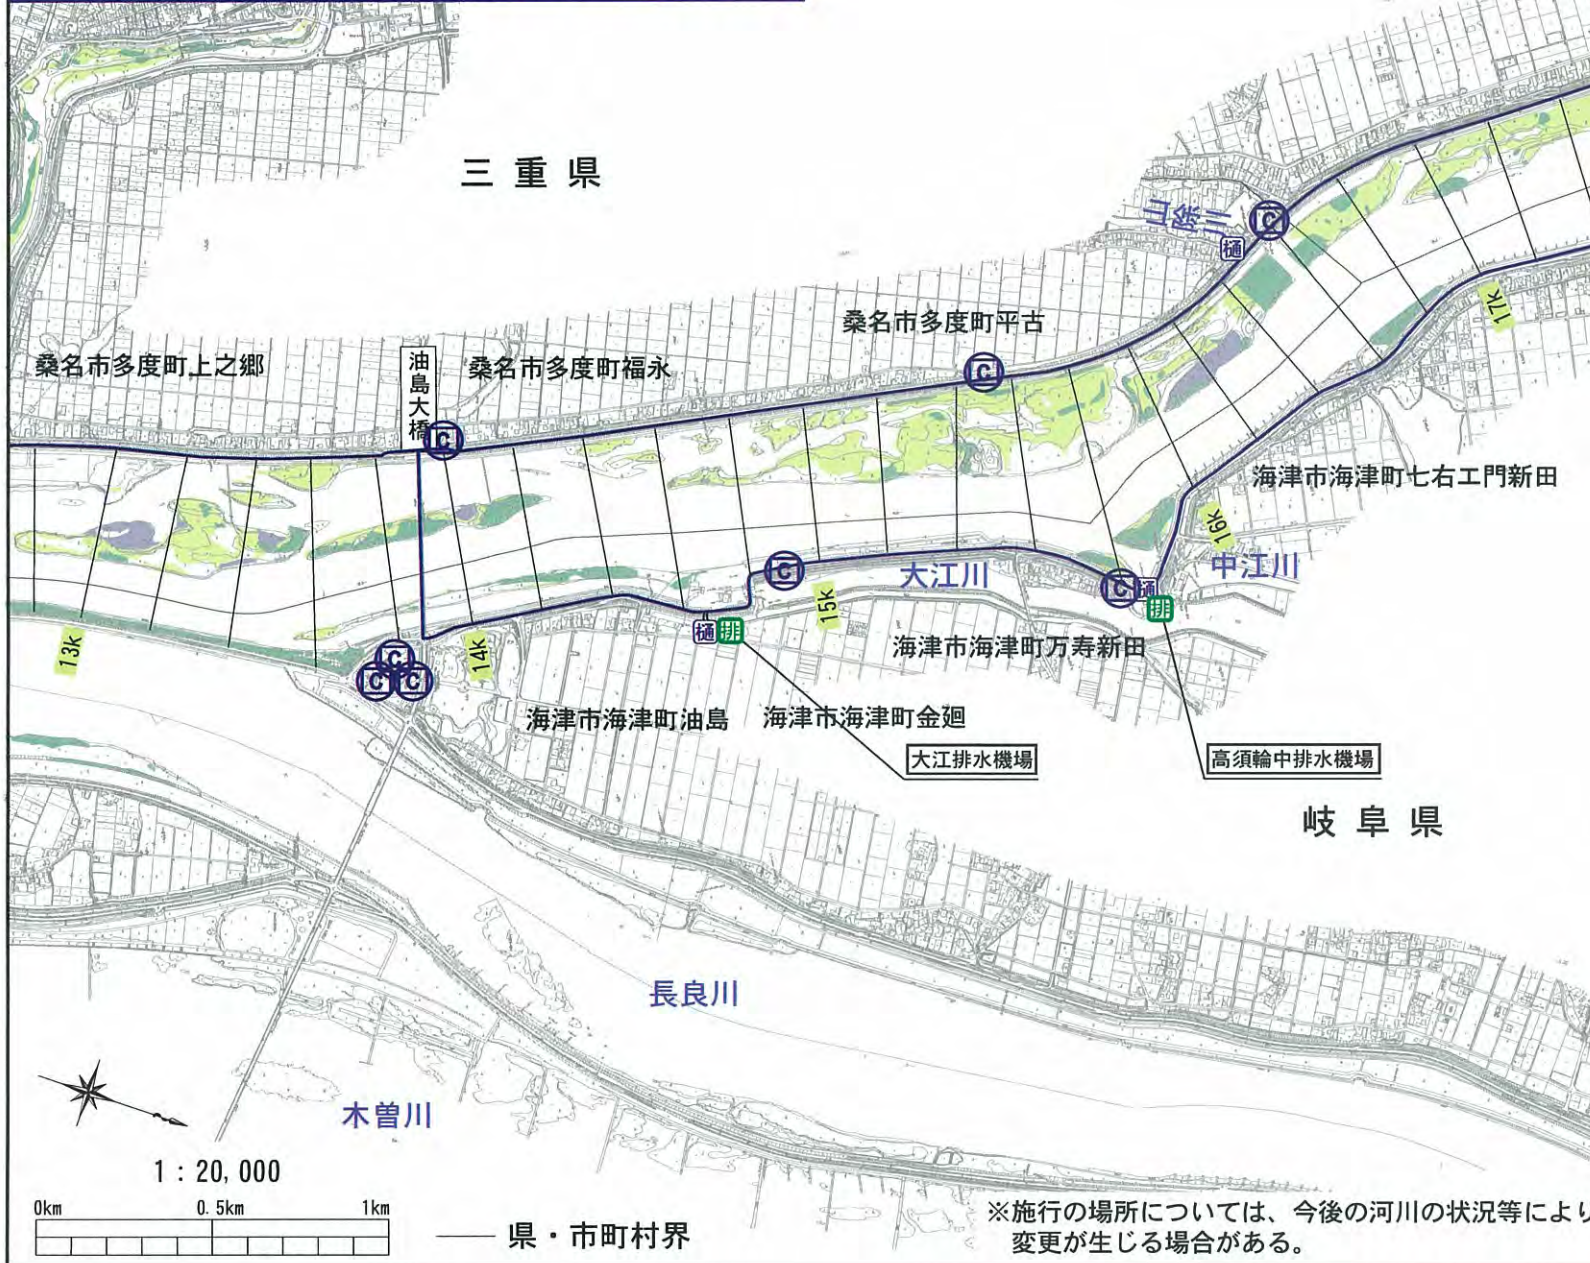 三重県
桑名市多度町上之郷
油島大橋
桑名市多度町福永
桑名市多度町平古
樋
C
C
C
17k
海津市海津町七右エ門新田
16k
中江川
大江川
C
C
樋
排
15k
樋
排
海津市海津町万寿新田
13k
14k
C
C
C
海津市海津町油島
海津市海津町金廻
大江排水機場
高須輪中排水機場
岐阜県
長良川
木曽川
1:20,000
0km 0.5km 1km
県・市町村界
※施行の場所については、今後の河川の状況等により
変更が生じる場合がある。